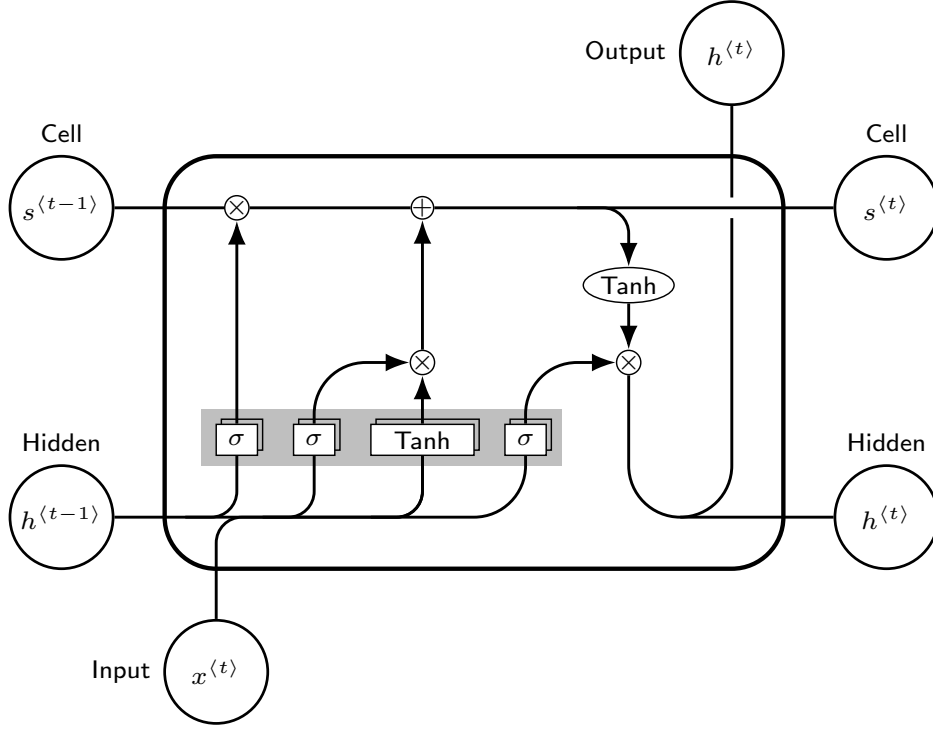 Output
h⟨t⟩
Cell
Cell
s⟨t−1⟩
×
+
s⟨t⟩
Tanh
×
×
σ
σ
Tanh
σ
Hidden
Hidden
h⟨t−1⟩
h⟨t⟩
Input
x⟨t⟩